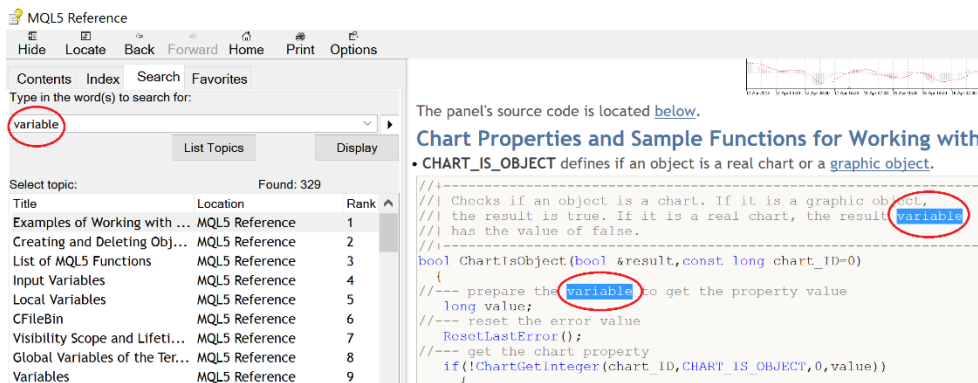 MQL5 Reference
Hide Locate Back Forward Home Print Options
Contents Index Search Favorites
Type in the word(s) to search for:
variable
List Topics Display
Select topic: Found: 329
Title Location Rank
Examples of Working with ... MQL5 Reference 1
Creating and Deleting Obj... MQL5 Reference 2
List of MQL5 Functions MQL5 Reference 3
Input Variables MQL5 Reference 4
Local Variables MQL5 Reference 5
CFileBin MQL5 Reference 6
Visibility Scope and Lifeti... MQL5 Reference 7
Global Variables of the Ter... MQL5 Reference 8
Variables MQL5 Reference 9
The panel's source code is located below.
Chart Properties and Sample Functions for Working with
• CHART_IS_OBJECT defines if an object is a real chart or a graphic object.
//+------------------------------------------------------------------
//| Checks if an object is a chart. If it is a graphic object,
//| the result is true. If it is a real chart, the result variable
//| has the value of false.
//+------------------------------------------------------------------
bool ChartIsObject(bool &result,const long chart_ID=0)
{
//--- prepare the variable to get the property value
long value;
//--- reset the error value
ResetLastError();
//--- get the chart property
if(!ChartGetInteger(chart_ID,CHART_IS_OBJECT,0,value))
{